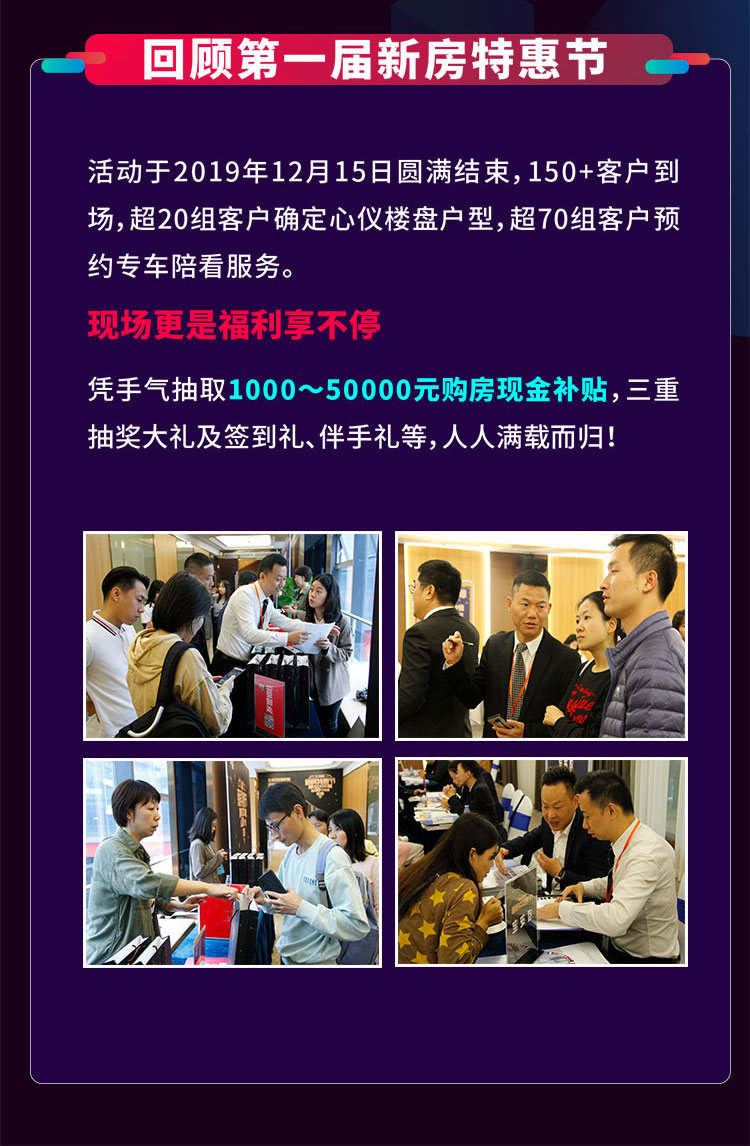 回顾第一届新房特惠节
活动于2019年12月15日圆满结束，150+客户到
场，超20组客户确定心仪楼盘户型，超70组客户预
约专车陪看服务。
现场更是福利享不停
凭手气抽取1000～50000元购房现金补贴，三重
抽奖大礼及签到礼、伴手礼等，人人满载而归！